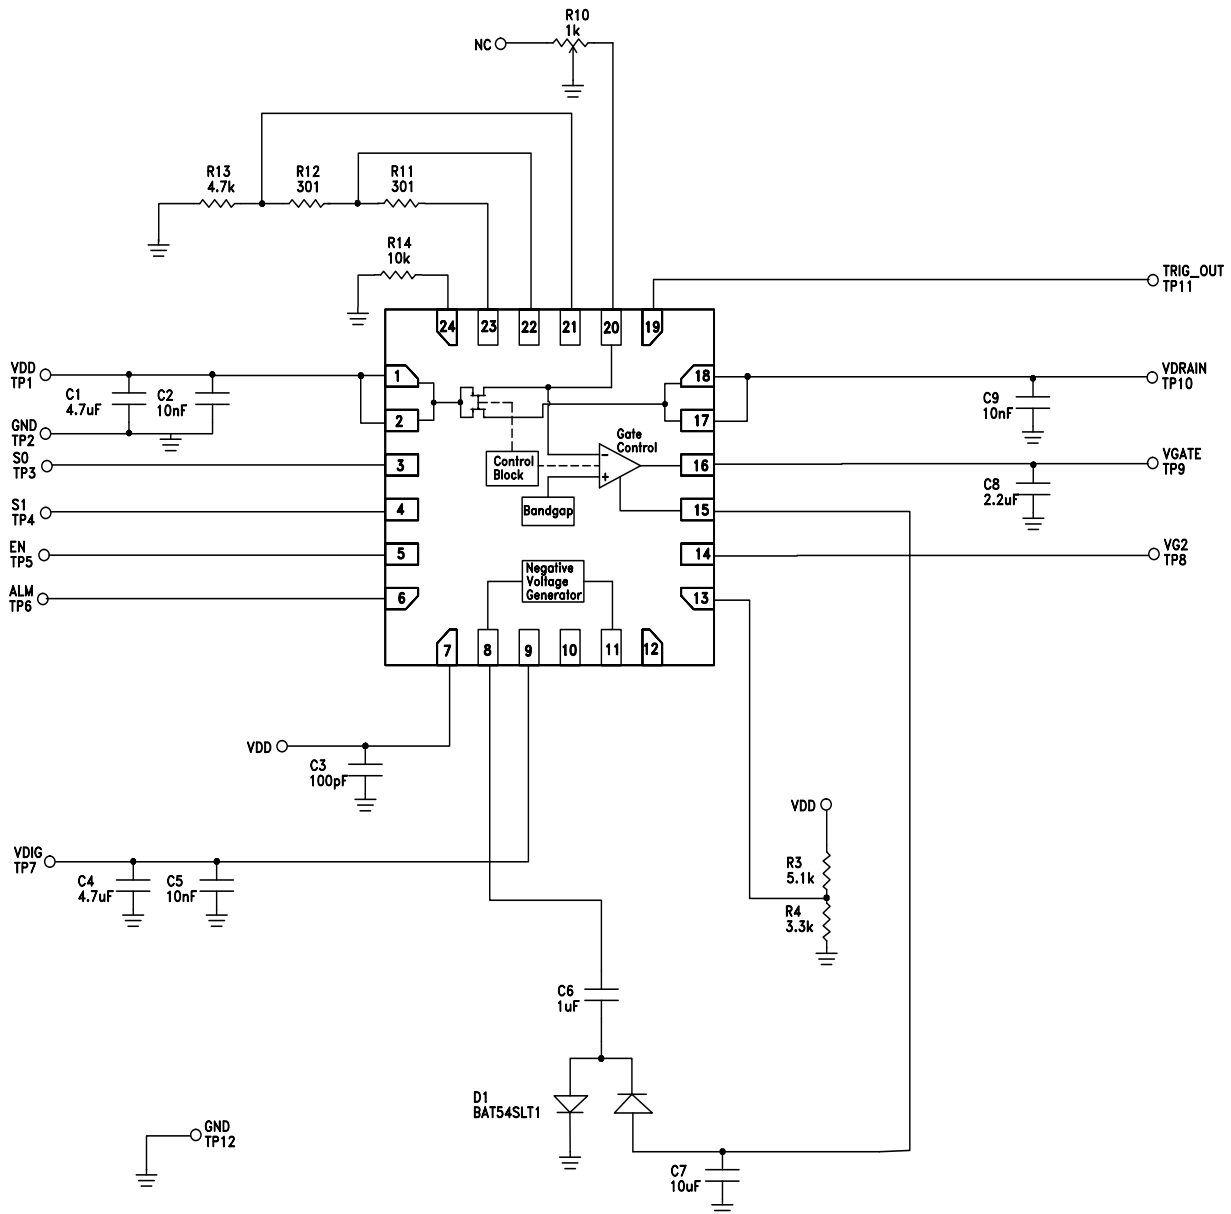 R10
1k
NC
R13
4.7k
R12
301
R11
301
R14
10k
TRIG_OUT
TP11
24
23
22
21
20
19
VDD
TP1
C1
4.7uF
C2
10nF
1
18
VDRAIN
TP10
C9
10nF
GND
TP2
2
17
Gate
Control
S0
TP3
3
Control
Block
-
+
16
VGATE
TP9
C8
2.2uF
S1
TP4
4
Bandgap
15
EN
TP5
5
14
VG2
TP8
Negative
Voltage
Generator
ALM
TP6
6
13
7
8
9
10
11
12
VDD
C3
100pF
VDD
VDIG
TP7
C4
4.7uF
C5
10nF
R3
5.1k
R4
3.3k
C6
1uF
D1
BAT54SLT1
GND
TP12
C7
10uF